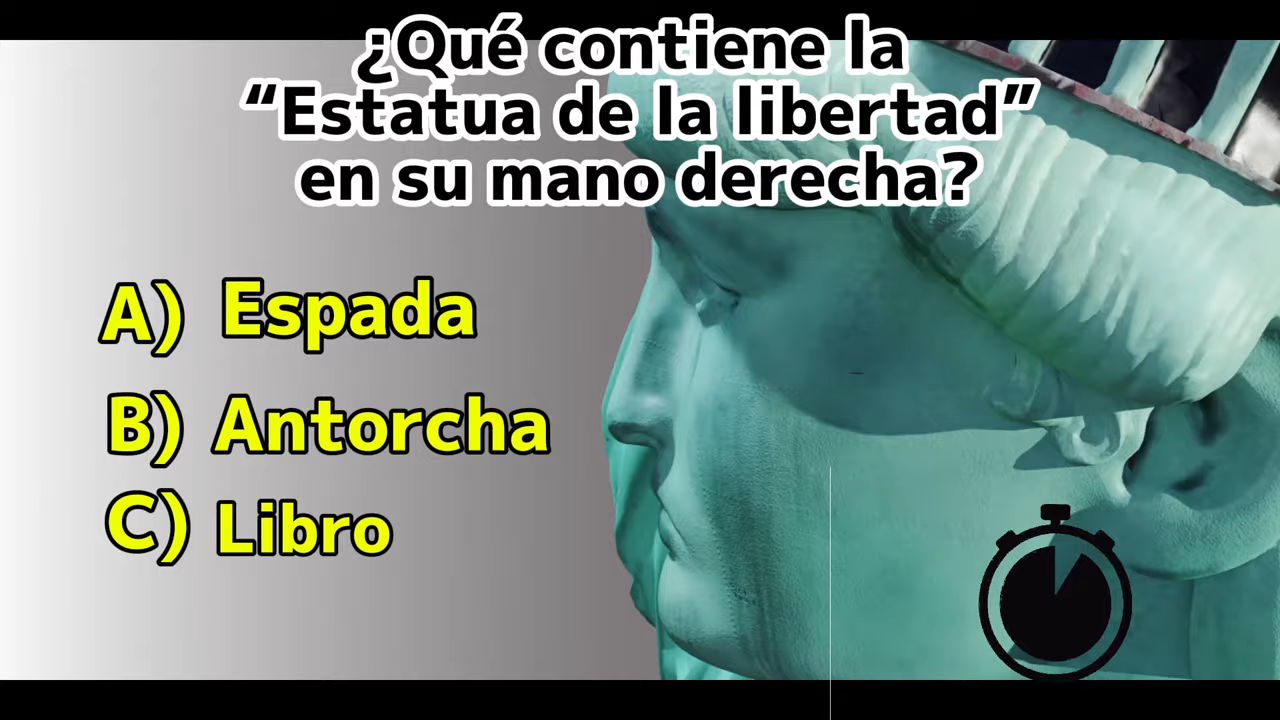 ¿Qué contiene la
“Estatua de la libertad”
en su mano derecha?
A) Espada
B) Antorcha
C) Libro